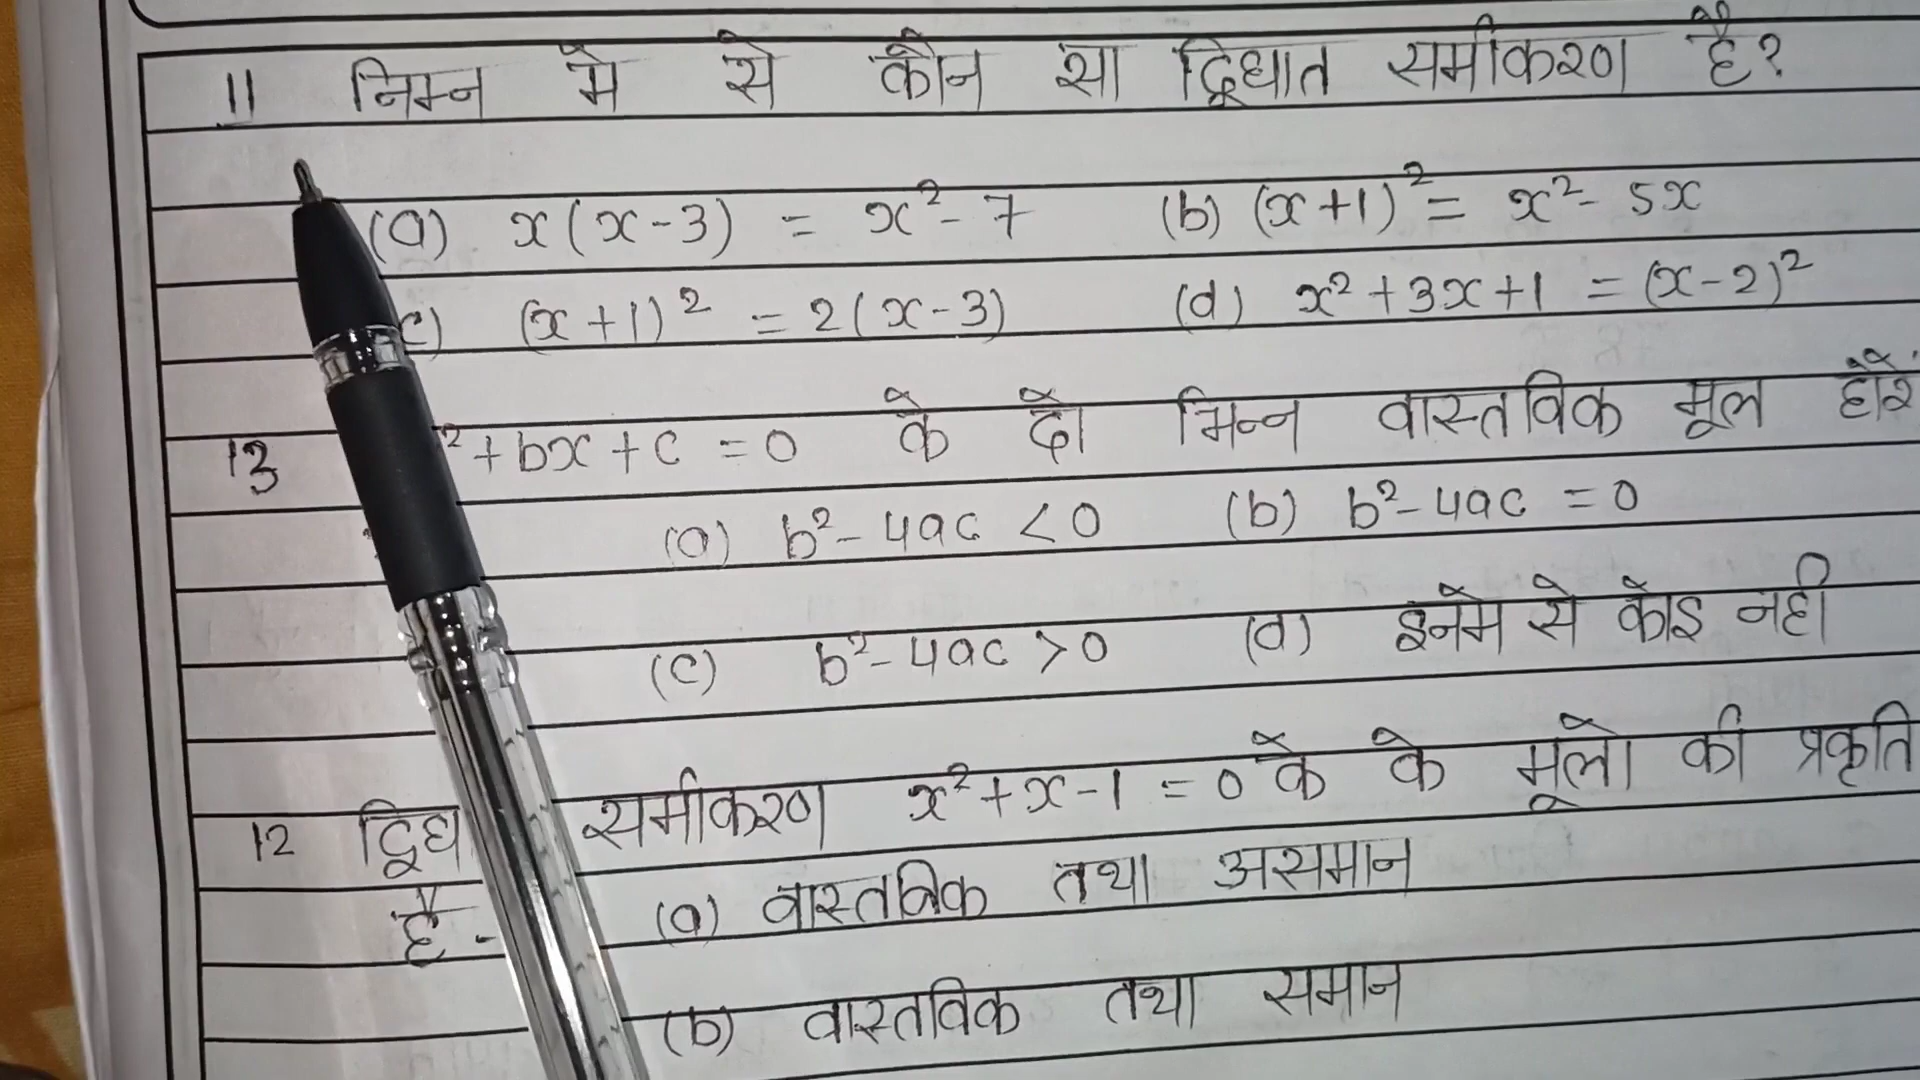 11 निम्न मे से कौन सा द्विघात समीकरण है?
(a) x(x-3) = x²-7 (b) (x+1)² = x²- 5x
c) (x+1)² = 2(x-3) (d) x²+3x+1 = (x-2)²
13 ²+bx+c = 0 के दो भिन्न वास्तविक मूल
(a) b²-4ac < 0 (b) b²-4ac = 0
(c) b²-4ac > 0 (d) इनमे से कोइ नही
12 द्विघ समीकरण x²+x-1 = 0 के के मूलो की प्रकृति
है - (a) वास्तविक तथा असमान
(b) वास्तविक तथा समान